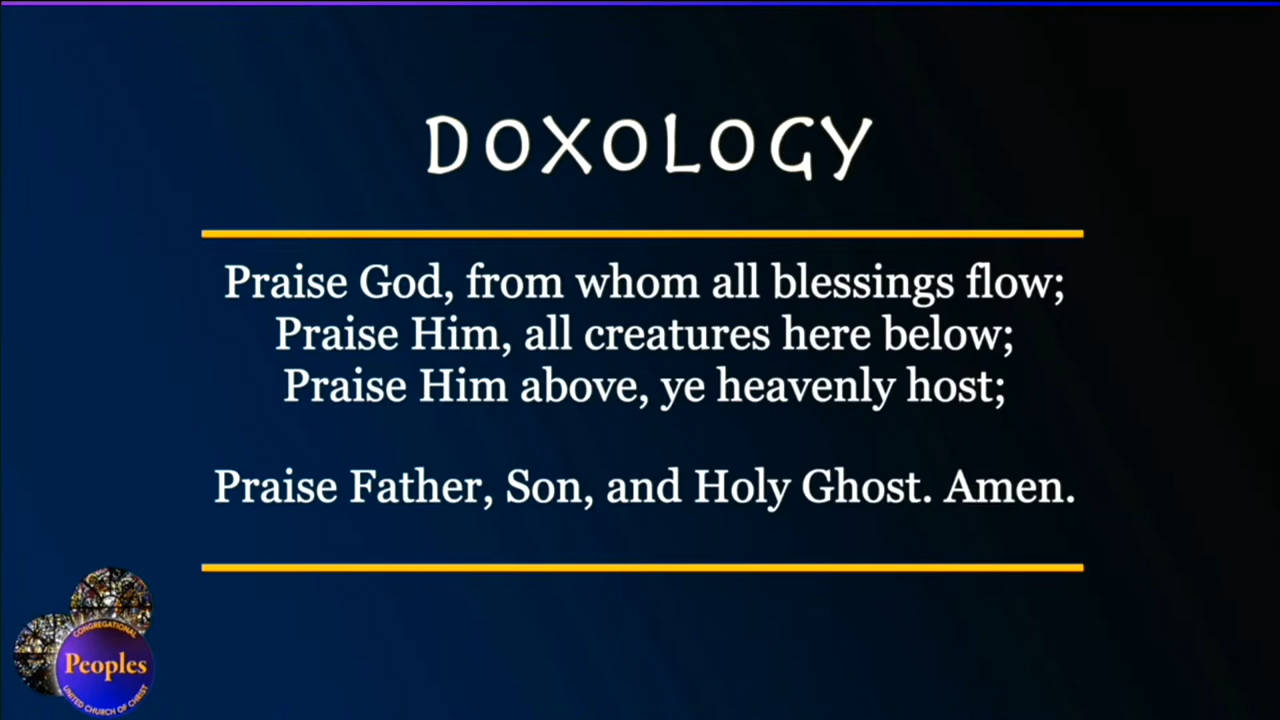 DOXOLOGY
Praise God, from whom all blessings flow;
Praise Him, all creatures here below;
Praise Him above, ye heavenly host;
Praise Father, Son, and Holy Ghost. Amen.
CONGREGATIONAL
Peoples
UNITED CHURCH OF CHRIST